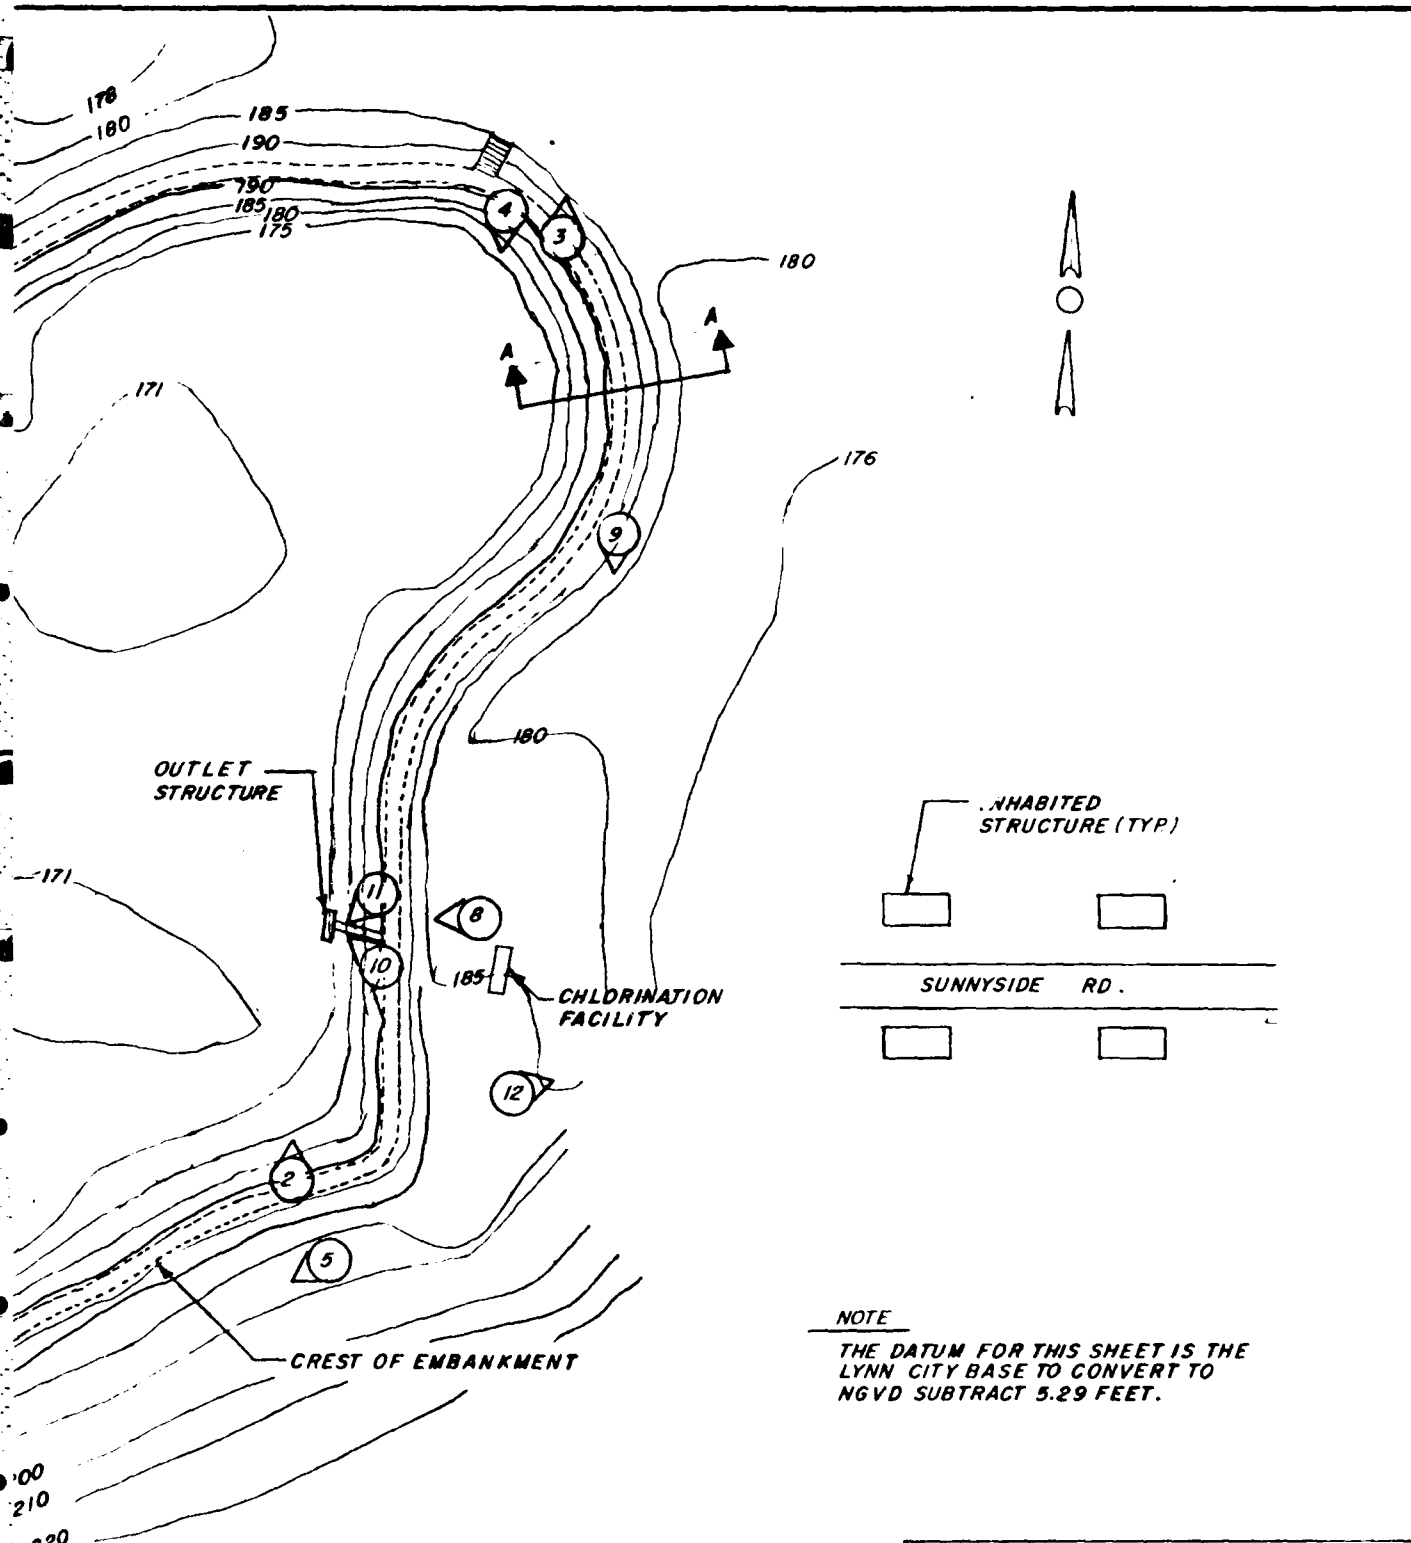 178
180
185
190
190
185
180
175
4
3
180
A
A
171
176
9
180
OUTLET
STRUCTURE
STRUCTURE (TYP.)
171
11
8
10
185
CHLORINATION
FACILITY
SUNNYSIDE RD.
12
2
5
CREST OF EMBANKMENT
NOTE
THE DATUM FOR THIS SHEET IS THE
LYNN CITY BASE TO CONVERT TO
NGVD SUBTRACT 5.29 FEET.
210